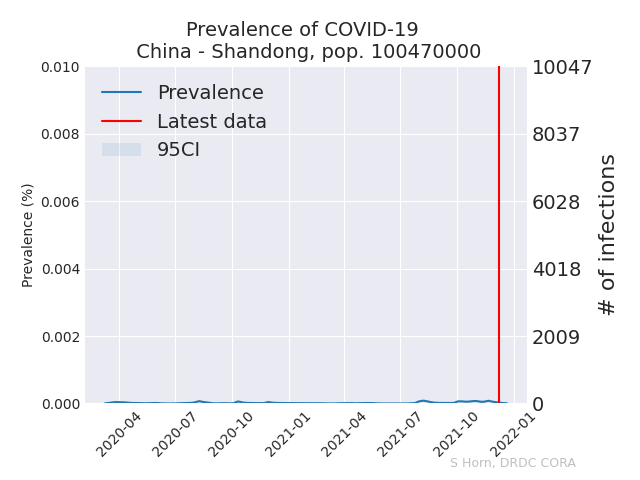 Prevalence of COVID-19
China - Shandong, pop. 100470000
Prevalence
Latest data
95CI
Prevalence (%)
0.010
0.008
0.006
0.004
0.002
0.000
10047
8037
6028
4018
2009
0
# of infections
2020-04
2020-07
2020-10
2021-01
2021-04
2021-07
2021-10
2022-01
S Horn, DRDC CORA